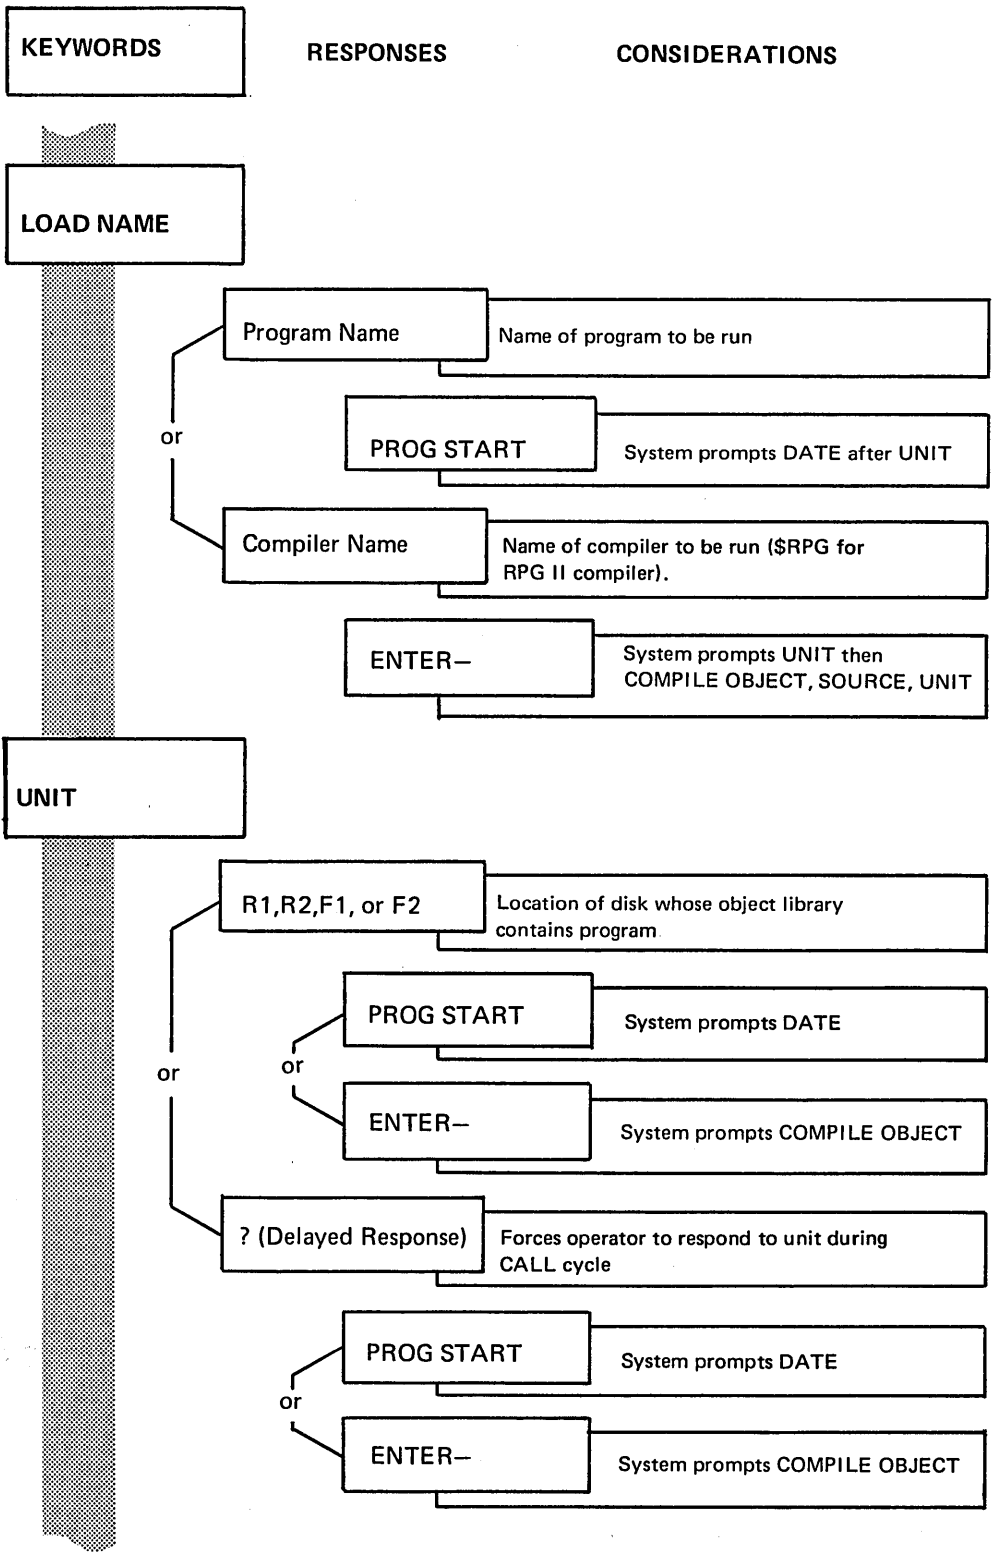 KEYWORDS
RESPONSES
CONSIDERATIONS
LOAD NAME
Program Name
Name of program to be run
or
PROG START
System prompts DATE after UNIT
Compiler Name
Name of compiler to be run ($RPG for
RPG II compiler).
ENTER–
System prompts UNIT then
COMPILE OBJECT, SOURCE, UNIT
UNIT
R1,R2,F1, or F2
Location of disk whose object library
contains program
or
PROG START
System prompts DATE
or
ENTER–
System prompts COMPILE OBJECT
? (Delayed Response)
Forces operator to respond to unit during
CALL cycle
PROG START
System prompts DATE
or
ENTER–
System prompts COMPILE OBJECT